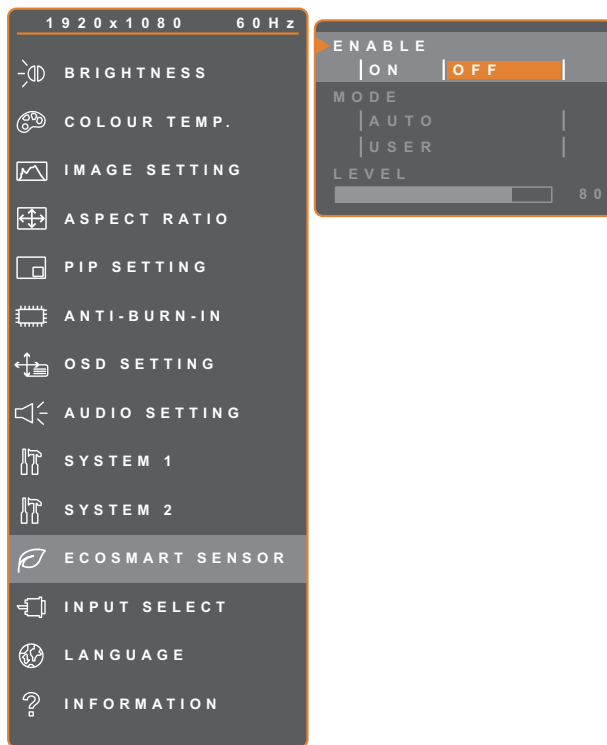 1920x1080 60Hz
BRIGHTNESS
COLOUR TEMP.
IMAGE SETTING
ASPECT RATIO
PIP SETTING
ANTI-BURN-IN
OSD SETTING
AUDIO SETTING
SYSTEM 1
SYSTEM 2
ECOSMART SENSOR
INPUT SELECT
LANGUAGE
INFORMATION
ENABLE
ON OFF
MODE
AUTO
USER
LEVEL
80